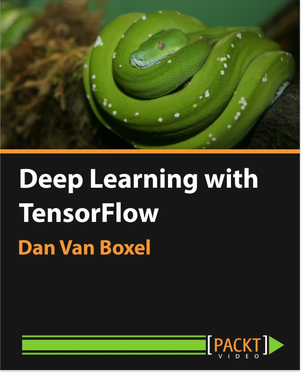 Deep Learning with
TensorFlow
Dan Van Boxel
[PACKT]
VIDEO